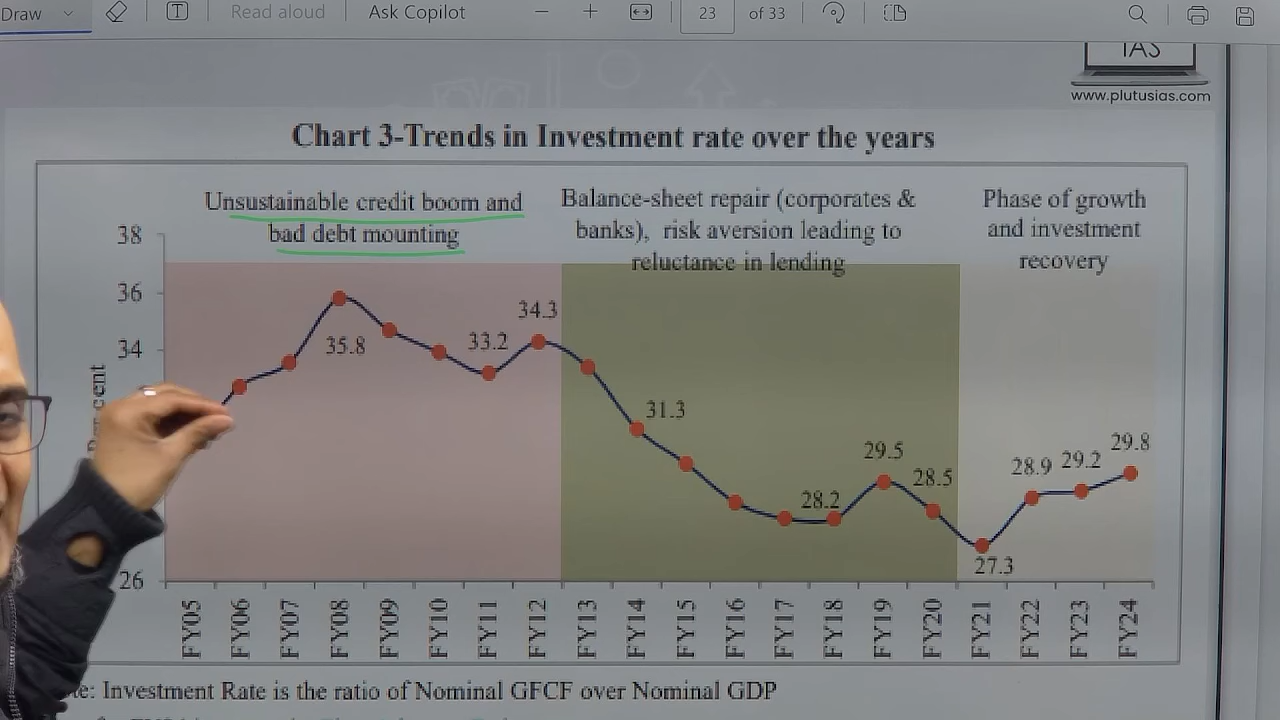 Draw
Read aloud
Ask Copilot
23
of 33
IAS
www.plutusias.com
Chart 3-Trends in Investment rate over the years
Unsustainable credit boom and
bad debt mounting
Balance-sheet repair (corporates &
banks), risk aversion leading to
reluctance in lending
Phase of growth
and investment
recovery
38
36
34
26
cent
35.8
33.2
34.3
31.3
28.2
29.5
28.5
27.3
28.9
29.2
29.8
FY05
FY06
FY07
FY08
FY09
FY10
FY11
FY12
FY13
FY14
FY15
FY16
FY17
FY18
FY19
FY20
FY21
FY22
FY23
FY24
Investment Rate is the ratio of Nominal GFCF over Nominal GDP